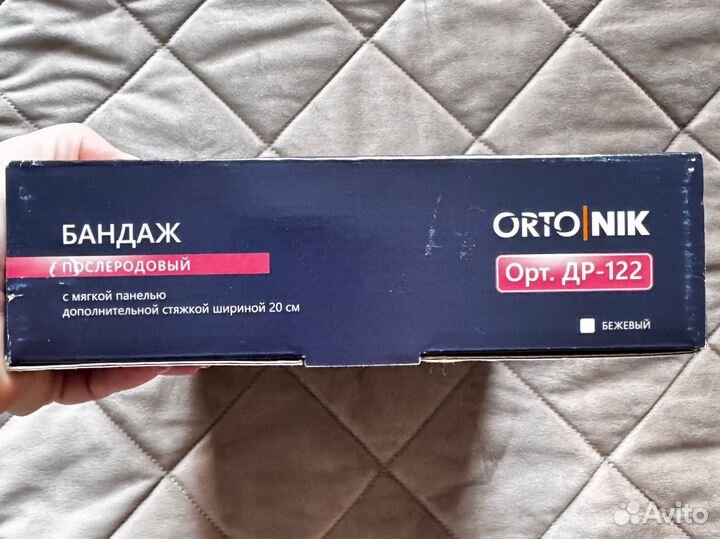 БАНДАЖ
ПОСЛЕРОДОВЫЙ
с мягкой панелью
дополнительной стяжкой шириной 20 см
ORTO|NIK
Орт. ДР-122
БЕЖЕВЫЙ
Avito